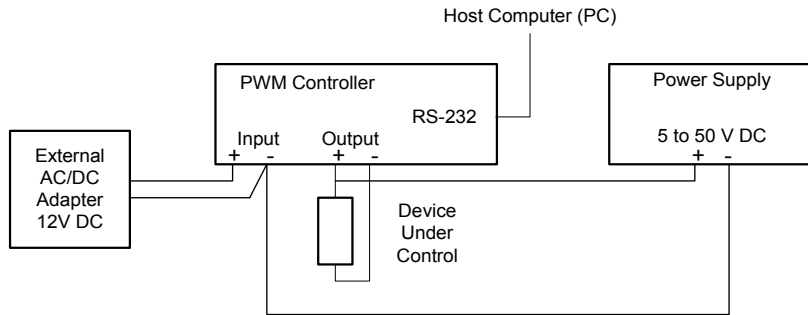 Host Computer (PC)
PWM Controller
RS-232
Input Output
+ - + -
Power Supply
5 to 50 V DC
+ -
External
AC/DC
Adapter
12V DC
Device
Under
Control